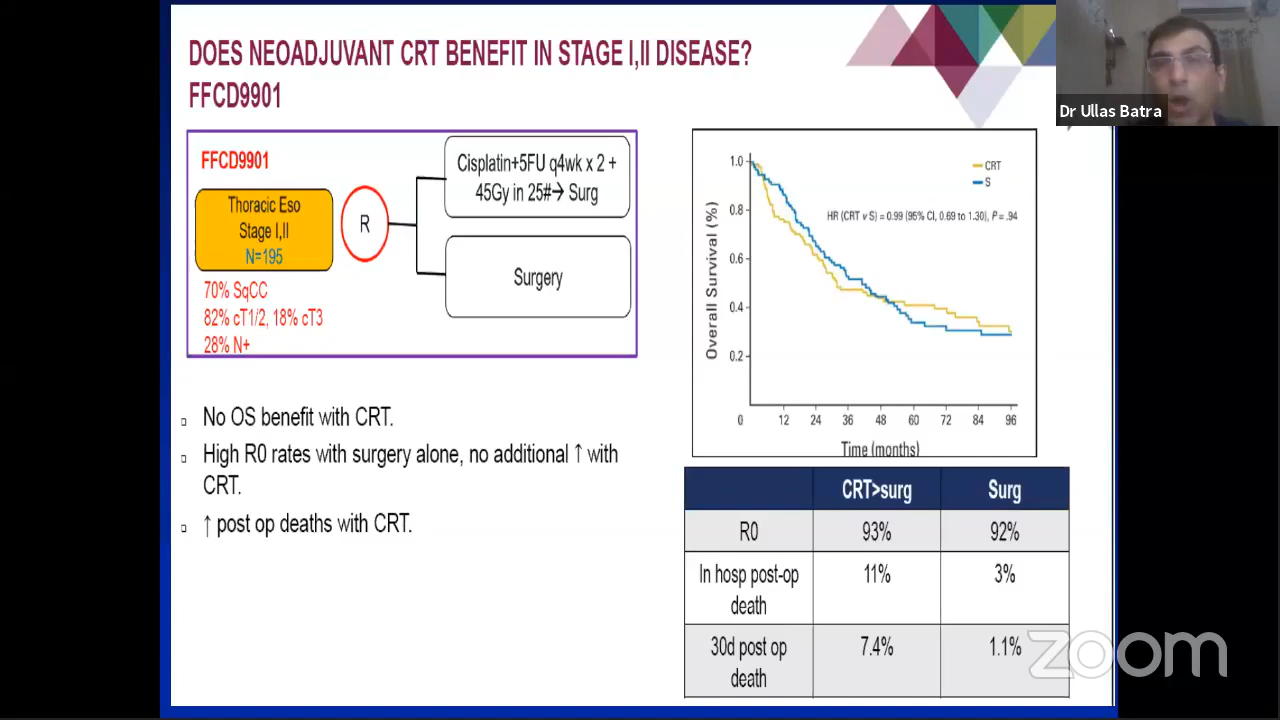 DOES NEOADJUVANT CRT BENEFIT IN STAGE I,II DISEASE?
FFCD9901
Dr Ullas Batra
FFCD9901
Thoracic Eso
Stage I,II
N=195
R
Cisplatin+5FU q4wk x 2 +
45Gy in 25#→ Surg
Surgery
70% SqCC
82% cT1/2, 18% cT3
28% N+
No OS benefit with CRT.
High R0 rates with surgery alone, no additional ↑ with
CRT.
↑ post op deaths with CRT.
CRT
S
HR (CRT v S) = 0.99 (95% CI, 0.69 to 1.30), P = .94
Overall Survival (%)
1.0
0.8
0.6
0.4
0.2
0 12 24 36 48 60 72 84 96
Time (months)
CRT>surg Surg
R0 93% 92%
In hosp post-op
death 11% 3%
30d post op
death 7.4% 1.1%
zoom